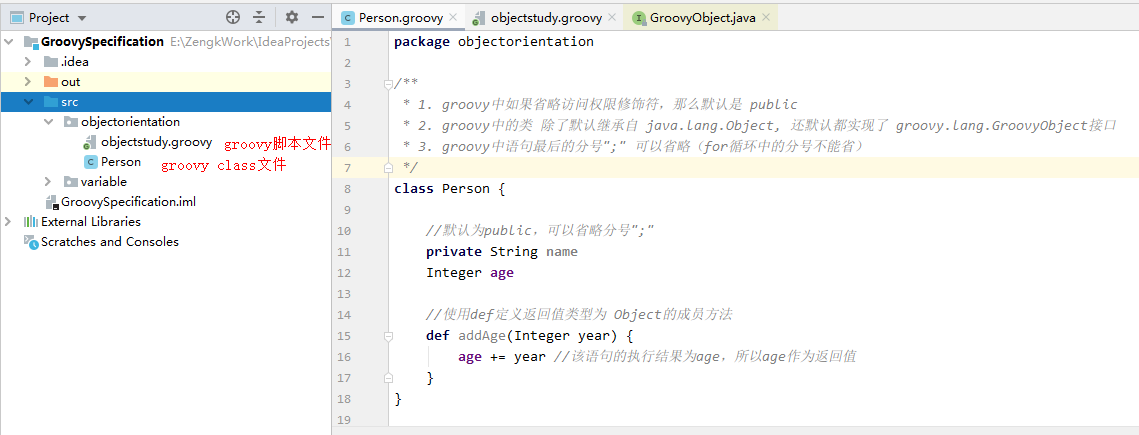 Project
Person.groovy
objectstudy.groovy
GroovyObject.java
GroovySpecification E:\ZengkWork\IdeaProjects\
.idea
out
src
objectorientation
objectstudy.groovy groovy脚本文件
Person groovy class文件
variable
GroovySpecification.iml
External Libraries
Scratches and Consoles
1 package objectorientation
2
3 /**
4 * 1. groovy中如果省略访问权限修饰符，那么默认是 public
5 * 2. groovy中的类 除了默认继承自 java.lang.Object, 还默认都实现了 groovy.lang.GroovyObject接口
6 * 3. groovy中语句最后的分号";" 可以省略（for循环中的分号不能省）
7 */
8 class Person {
9
10 //默认为public，可以省略分号";"
11 private String name
12 Integer age
13
14 //使用def定义返回值类型为 Object的成员方法
15 def addAge(Integer year) {
16 age += year //该语句的执行结果为age，所以age作为返回值
17 }
18 }
19